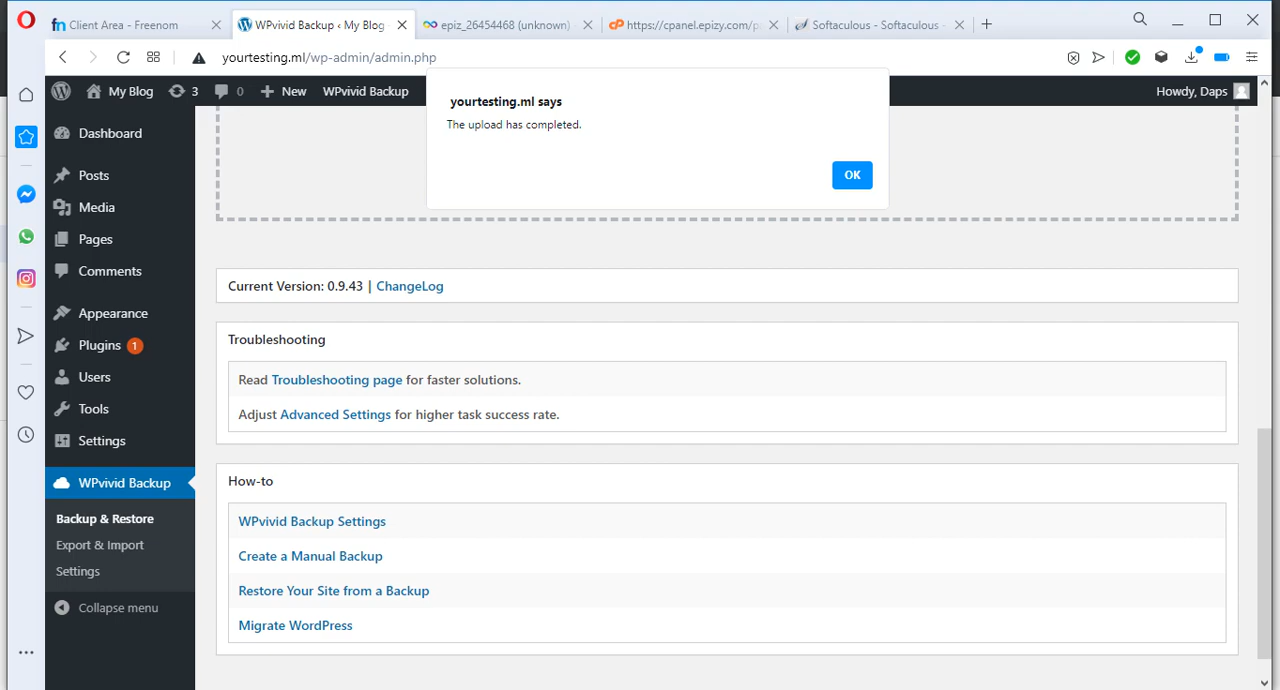 fn Client Area - Freenom
WPvivid Backup ‹ My Blog
epiz_26454468 (unknown)
cP https://cpanel.epizy.com/p
Softaculous - Softaculous
yourtesting.ml/wp-admin/admin.php
My Blog 3 0 New WPvivid Backup
Howdy, Daps
yourtesting.ml says
The upload has completed.
OK
Dashboard
Posts
Media
Pages
Comments
Appearance
Plugins 1
Users
Tools
Settings
WPvivid Backup
Backup & Restore
Export & Import
Settings
Collapse menu
Current Version: 0.9.43 | ChangeLog
Troubleshooting
Read Troubleshooting page for faster solutions.
Adjust Advanced Settings for higher task success rate.
How-to
WPvivid Backup Settings
Create a Manual Backup
Restore Your Site from a Backup
Migrate WordPress